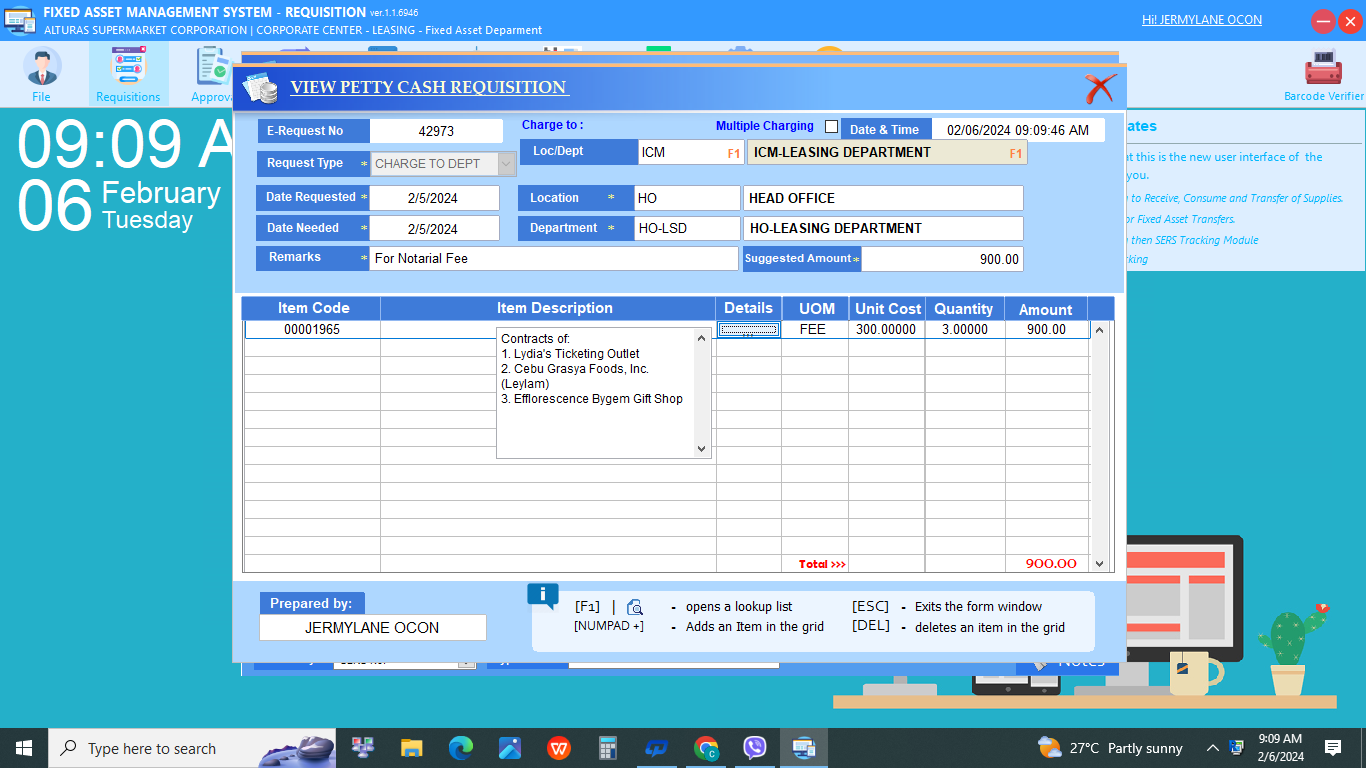 FIXED ASSET MANAGEMENT SYSTEM - REQUISITION ver.1.1.6946
ALTURAS SUPERMARKET CORPORATION | CORPORATE CENTER - LEASING - Fixed Asset Deparment
Hi! JERMYLANE OCON
File
Requisitions
Barcode Verifier
09:09
06 February
Tuesday
this is the new user interface of the
you.
to Receive, Consume and Transfer of Supplies.
Fixed Asset Transfers.
then SERS Tracking Module
VIEW PETTY CASH REQUISITION
E-Request No 42973
Charge to :
Multiple Charging
Date & Time 02/06/2024 09:09:46 AM
Request Type * CHARGE TO DEPT
Loc/Dept ICM F1 ICM-LEASING DEPARTMENT F1
Date Requested * 2/5/2024 Location * HO HEAD OFFICE
Date Needed * 2/5/2024 Department * HO-LSD HO-LEASING DEPARTMENT
Remarks * For Notarial Fee Suggested Amount * 900.00
Item Code Item Description Details UOM Unit Cost Quantity Amount
00001965 ... FEE 300.00000 3.00000 900.00
Contracts of:
1. Lydia's Ticketing Outlet
2. Cebu Grasya Foods, Inc.
(Leylam)
3. Efflorescence Bygem Gift Shop
Total >>> 900.00
Prepared by:
JERMYLANE OCON
[F1] | - opens a lookup list [ESC] - Exits the form window
[NUMPAD +] - Adds an Item in the grid [DEL] - deletes an item in the grid
Notes
Type here to search
27°C Partly sunny
9:09 AM
2/6/2024